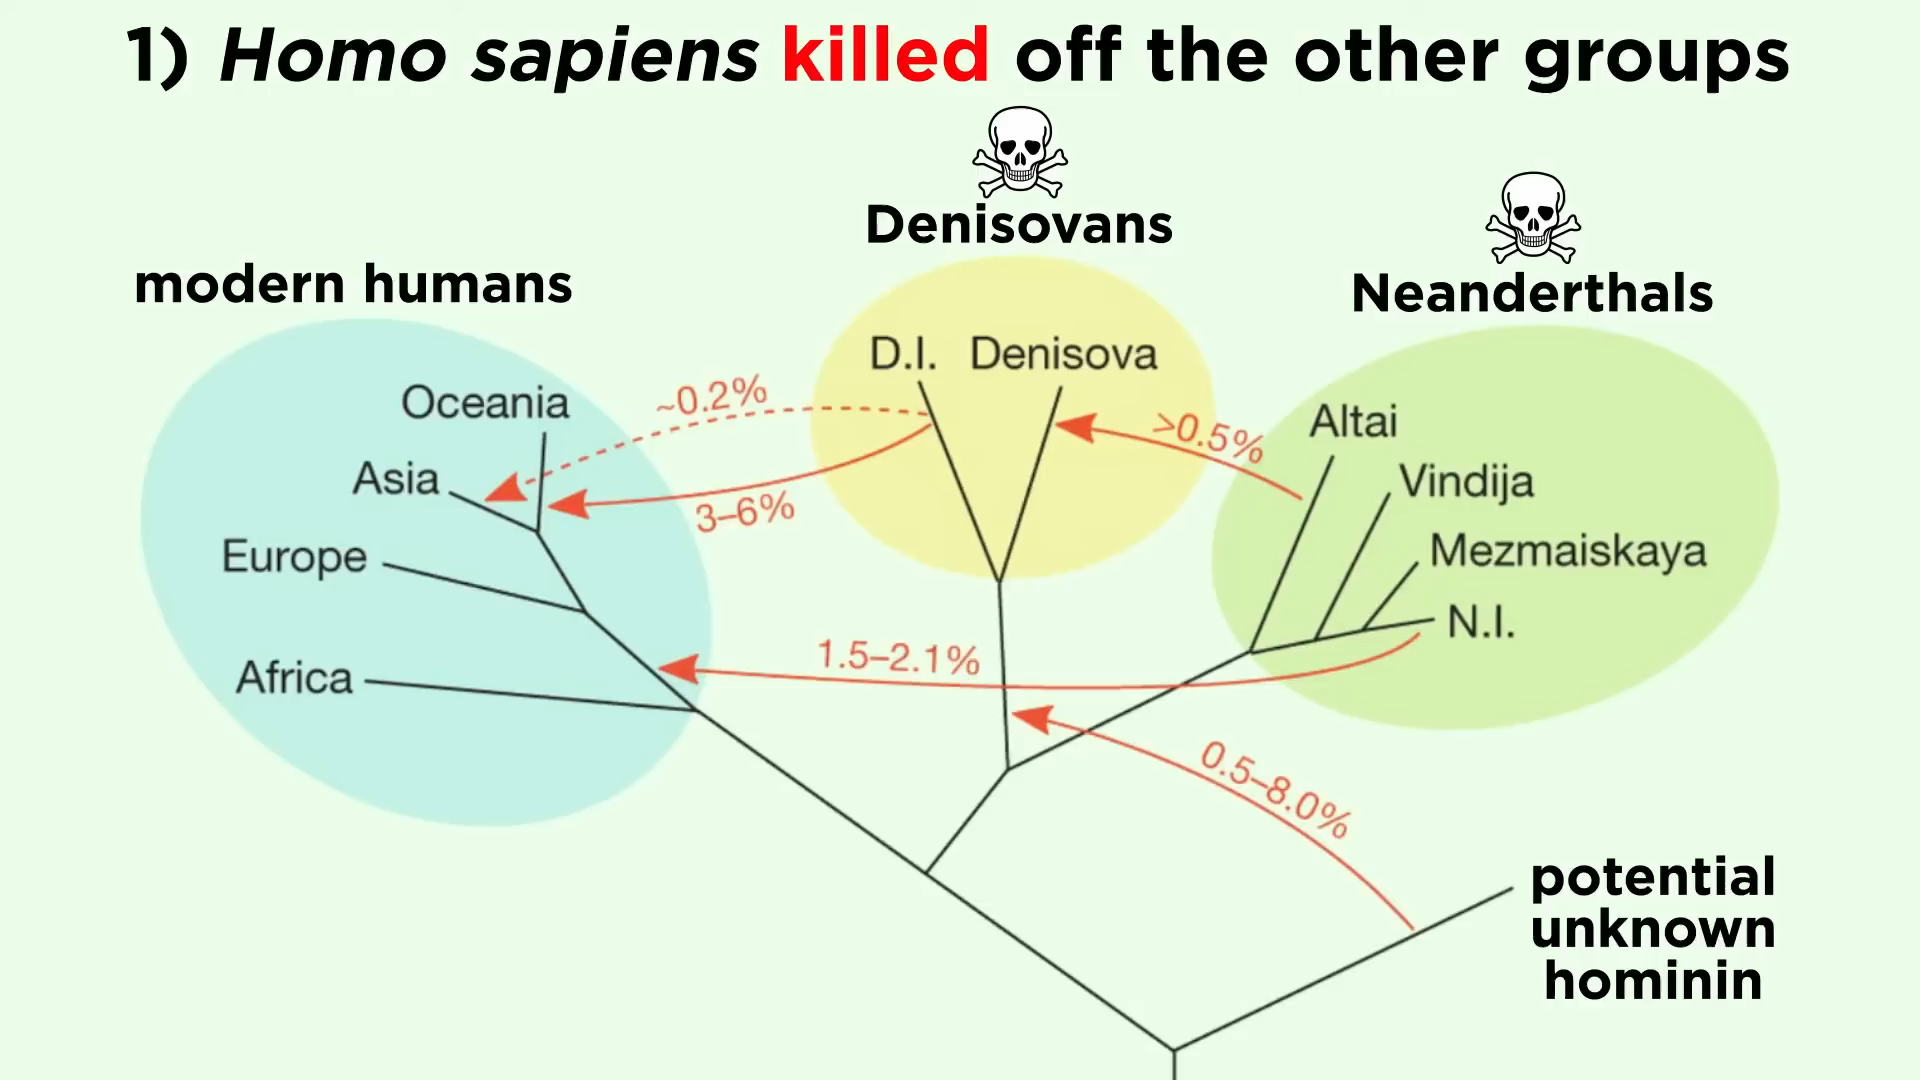 1) Homo sapiens killed off the other groups
Denisovans
Neanderthals
modern humans
D.I.
Denisova
Oceania
~0.2%
>0.5%
Altai
Asia
3–6%
Vindija
Europe
Mezmaiskaya
N.I.
1.5–2.1%
Africa
0.5–8.0%
potential
unknown
hominin